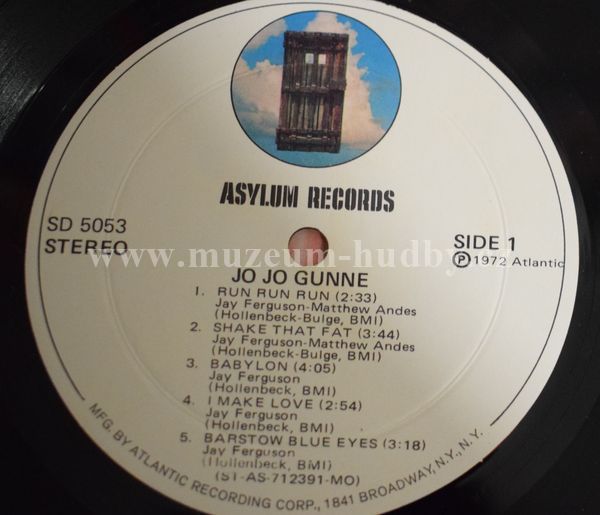 ASYLUM RECORDS
SD 5053
STEREO
SIDE 1
℗ 1972 Atlantic
www.muzeum-hudby
JO JO GUNNE
1. RUN RUN RUN (2:33)
Jay Ferguson-Matthew Andes
(Hollenbeck-Bulge, BMI)
2. SHAKE THAT FAT (3:44)
Jay Ferguson-Matthew Andes
(Hollenbeck-Bulge, BMI)
3. BABYLON (4:05)
Jay Ferguson
(Hollenbeck, BMI)
4. I MAKE LOVE (2:54)
Jay Ferguson
(Hollenbeck, BMI)
5. BARSTOW BLUE EYES (3:18)
Jay Ferguson
(Hollenbeck, BMI)
(ST-AS-712391-MO)
MFG. BY ATLANTIC RECORDING CORP., 1841 BROADWAY, N.Y., N.Y.